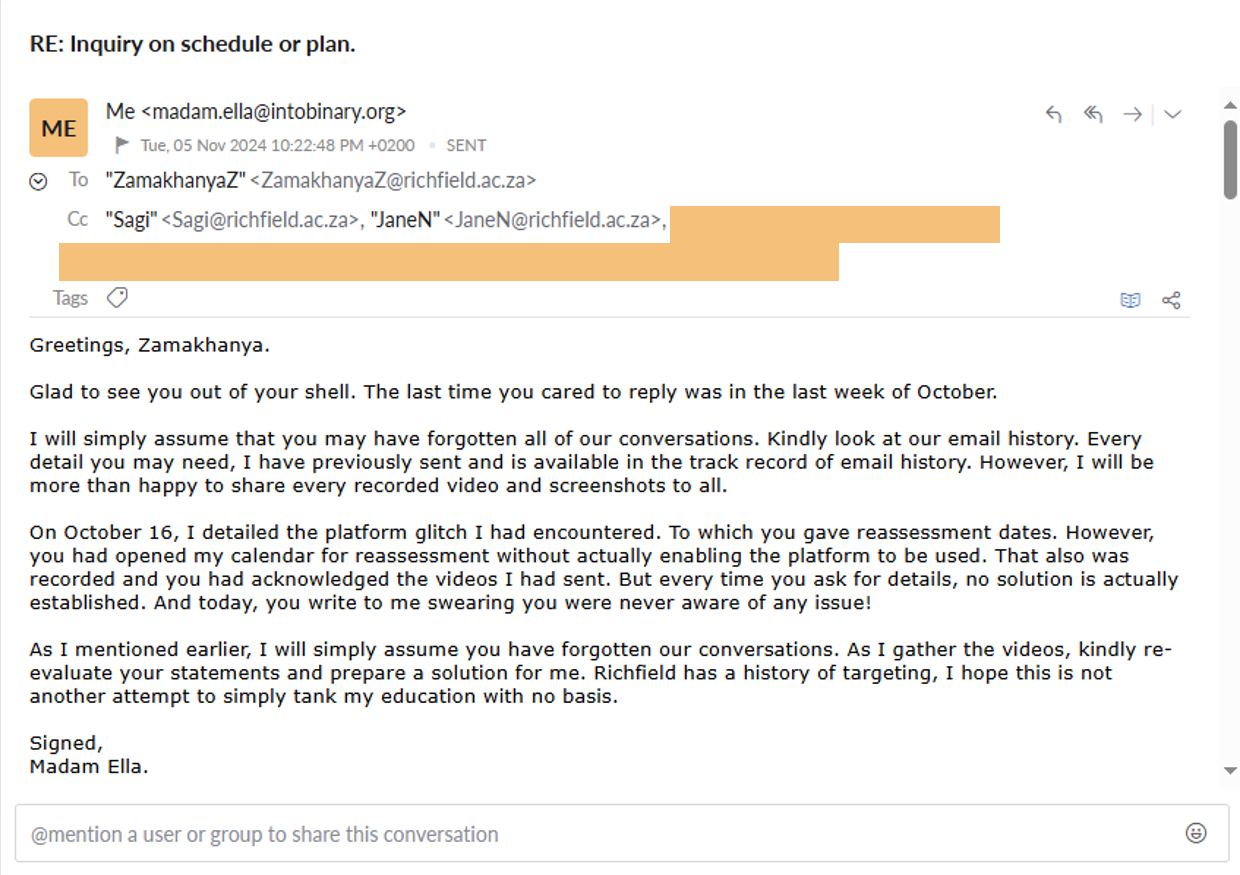 RE: Inquiry on schedule or plan.
ME
Me <madam.ella@intobinary.org>
Tue, 05 Nov 2024 10:22:48 PM +0200 • SENT
To "ZamakhanyaZ" <ZamakhanyaZ@richfield.ac.za>
Cc "Sagi" <Sagi@richfield.ac.za>, "JaneN" <JaneN@richfield.ac.za>,
Tags
Greetings, Zamakhanya.
Glad to see you out of your shell. The last time you cared to reply was in the last week of October.
I will simply assume that you may have forgotten all of our conversations. Kindly look at our email history. Every
detail you may need, I have previously sent and is available in the track record of email history. However, I will be
more than happy to share every recorded video and screenshots to all.
On October 16, I detailed the platform glitch I had encountered. To which you gave reassessment dates. However,
you had opened my calendar for reassessment without actually enabling the platform to be used. That also was
recorded and you had acknowledged the videos I had sent. But every time you ask for details, no solution is actually
established. And today, you write to me swearing you were never aware of any issue!
As I mentioned earlier, I will simply assume you have forgotten our conversations. As I gather the videos, kindly re-
evaluate your statements and prepare a solution for me. Richfield has a history of targeting, I hope this is not
another attempt to simply tank my education with no basis.
Signed,
Madam Ella.
@mention a user or group to share this conversation